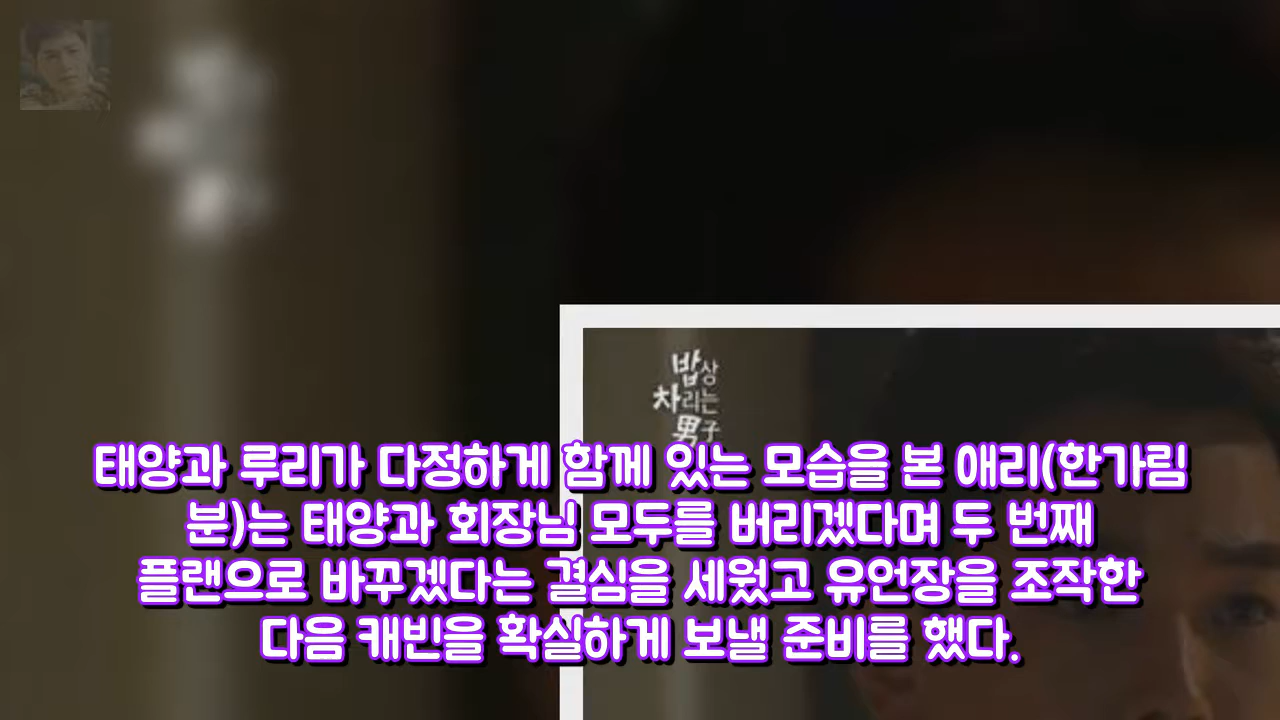 밥상
차리는
男子
태양과 루리가 다정하게 함께 있는 모습을 본 애리(한가림
분)는 태양과 회장님 모두를 버리겠다며 두 번째
플랜으로 바꾸겠다는 결심을 세웠고 유언장을 조작한
다음 캐빈을 확실하게 보낼 준비를 했다.